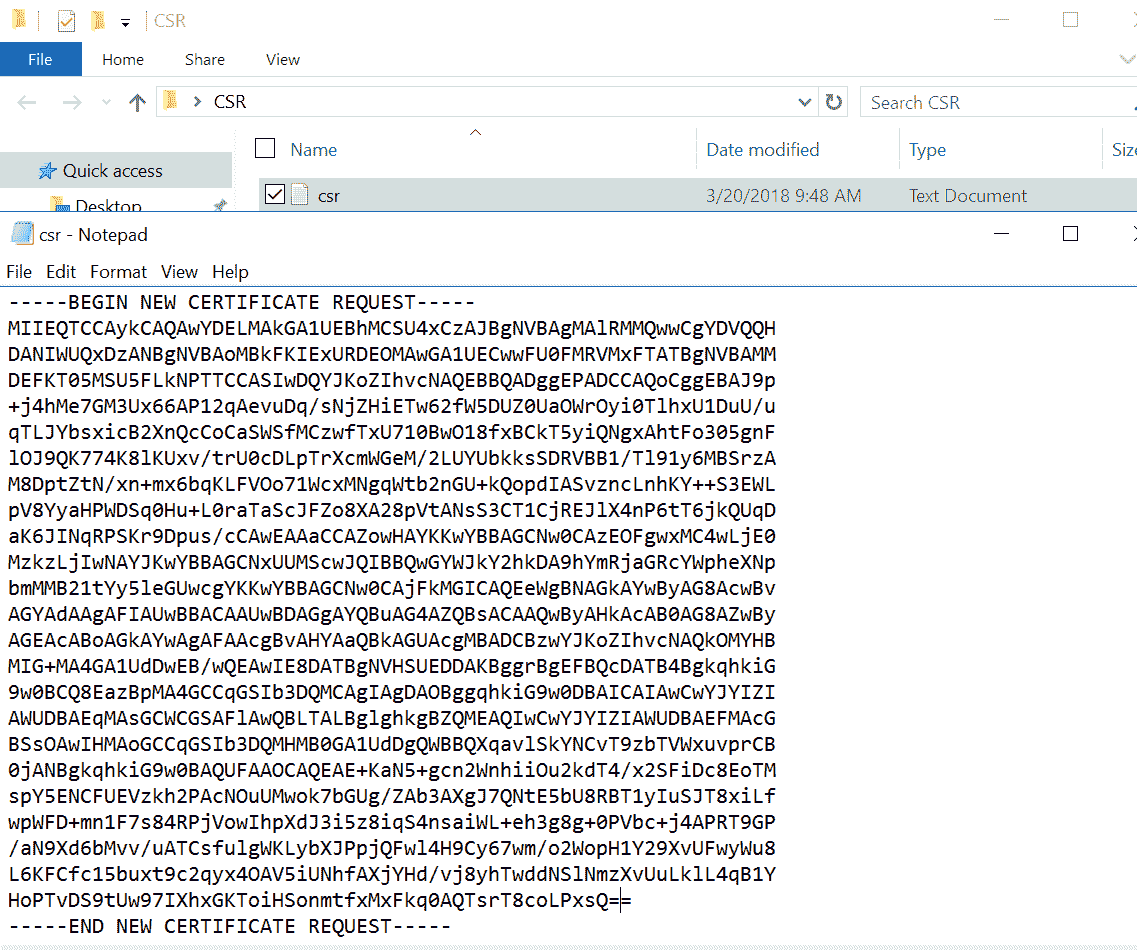 CSR
File Home Share View
CSR Search CSR
Name Date modified Type Size
Quick access
Desktop
csr 3/20/2018 9:48 AM Text Document
csr - Notepad
File Edit Format View Help
-----BEGIN NEW CERTIFICATE REQUEST-----
MIIEQTCCAykCAQAwYDELMAkGA1UEBhMCSU4xCzAJBgNVBAgMAlRMMQwwCgYDVQQH
DANIWUQxDzANBgNVBAoMBkFKIExURDEOMAwGA1UECwwFU0FMRVMxFTATBgNVBAMM
DEFKT05MSU5FLkNPTTCCASIwDQYJKoZIhvcNAQEBBQADggEPADCCAQoCggEBAJ9p
+j4hMe7GM3Ux66AP12qAevuDq/sNjZHiETw62fW5DUZ0UaOWrOyi0TlhxU1DuU/u
qTLJYbsxicB2XnQcCoCaSWSfMCzwfTxU710BwO18fxBCkT5yiQNgxAhtFo305gnF
lOJ9QK774K8lKUxv/trU0cDLpTrXcmWGeM/2LUYUbkksSDRVBB1/Tl91y6MBSrzA
M8DptZtN/xn+mx6bqKLFVOo71WcxMNgqWtb2nGU+kQopdIASvzncLnhKY++S3EWL
pV8YyaHPWDSq0Hu+L0raTaScJFZo8XA28pVtANsS3CT1CjREJlX4nP6tT6jkQUqD
aK6JINqRPSKr9Dpus/cCAwEAAaCCAZowHAYKKwYBBAGCNw0CAzEOFgwxMC4wLjE0
MzkzLjIwNAYJKwYBBAGCNxUUMScwJQIBBQwGYWJkY2hkDA9hYmRjaGRcYWpheXNp
bmMMB21tYy5leGUwcgYKKwYBBAGCNw0CAjFkMGICAQEeWgBNAGkAYwByAG8AcwBv
AGYAdAAgAFIAUwBBACAAUwBDAGgAYQBuAG4AZQBsACAAQwByAHkAcAB0AG8AZwBy
AGEAcABoAGkAYwAgAFAAcgBvAHYAaQBkAGUAcgMBADCBzwYJKoZIhvcNAQkOMYHB
MIG+MA4GA1UdDwEB/wQEAwIE8DATBgNVHSUEDDAKBggrBgEFBQcDATB4BgkqhkiG
9w0BCQ8EazBpMA4GCCqGSIb3DQMCAgIAgDAOBggqhkiG9w0DBAICAIAwCwYJYIZI
AWUDBAEqMAsGCWCGSAFlAwQBLTALBglghkgBZQMEAQIwCwYJYIZIAWUDBAEFMAcG
BSsOAwIHMAoGCCqGSIb3DQMHMB0GA1UdDgQWBBQXqavlSkYNCvT9zbTVWxuvprCB
0jANBgkqhkiG9w0BAQUFAAOCAQEAE+KaN5+gcn2WnhiiOu2kdT4/x2SFiDc8EoTM
spY5ENCFUEVzkh2PAcNOuUMwok7bGUg/ZAb3AXgJ7QNtE5bU8RBT1yIuSJT8xiLf
wpWFD+mn1F7s84RPjVowIhpXdJ3i5z8iqS4nsaiWL+eh3g8g+0PVbc+j4APRT9GP
/aN9Xd6bMvv/uATCsfulgWKLybXJPpjQFwl4H9Cy67wm/o2WopH1Y29XvUFwyWu8
L6KFCfc15buxt9c2qyx4OAV5iUNhfAXjYHd/vj8yhTwddNSlNmzXvUuLklL4qB1Y
HoPTvDS9tUw97IXhxGKToiHSonmtfxMxFkq0AQTsrT8coLPxsQ==
-----END NEW CERTIFICATE REQUEST-----